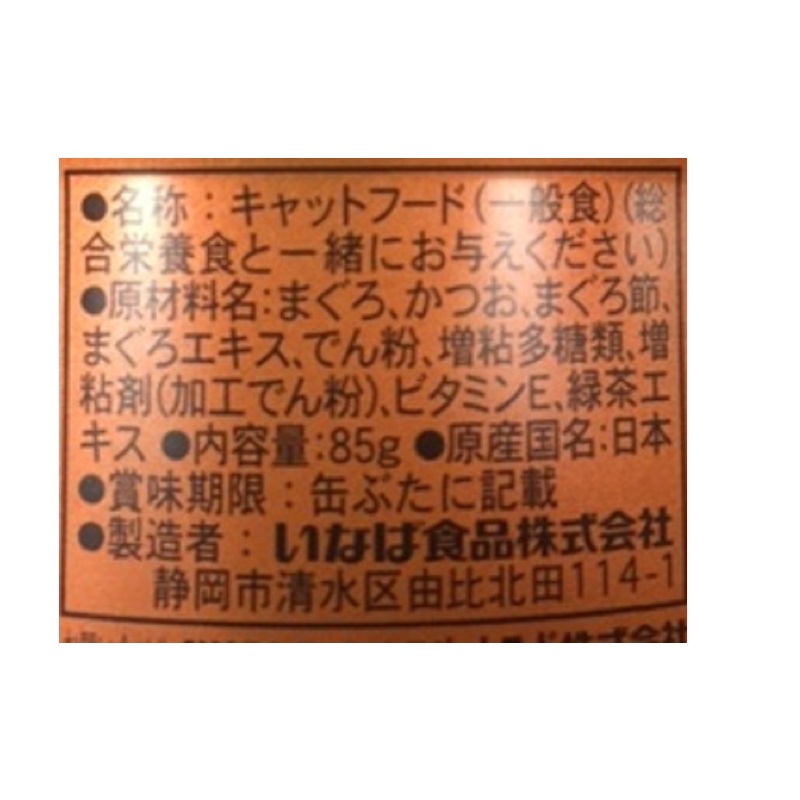 ●名称：キャットフード（一般食）（総
合栄養食と一緒にお与えください）
●原材料名：まぐろ、かつお、まぐろ節、
まぐろエキス、でん粉、増粘多糖類、増
粘剤（加工でん粉）、ビタミンE、緑茶エ
キス ●内容量：85g ●原産国名：日本
●賞味期限：缶ぶたに記載
●製造者：いなば食品株式会社
静岡市清水区由比北田114-1
株式会社